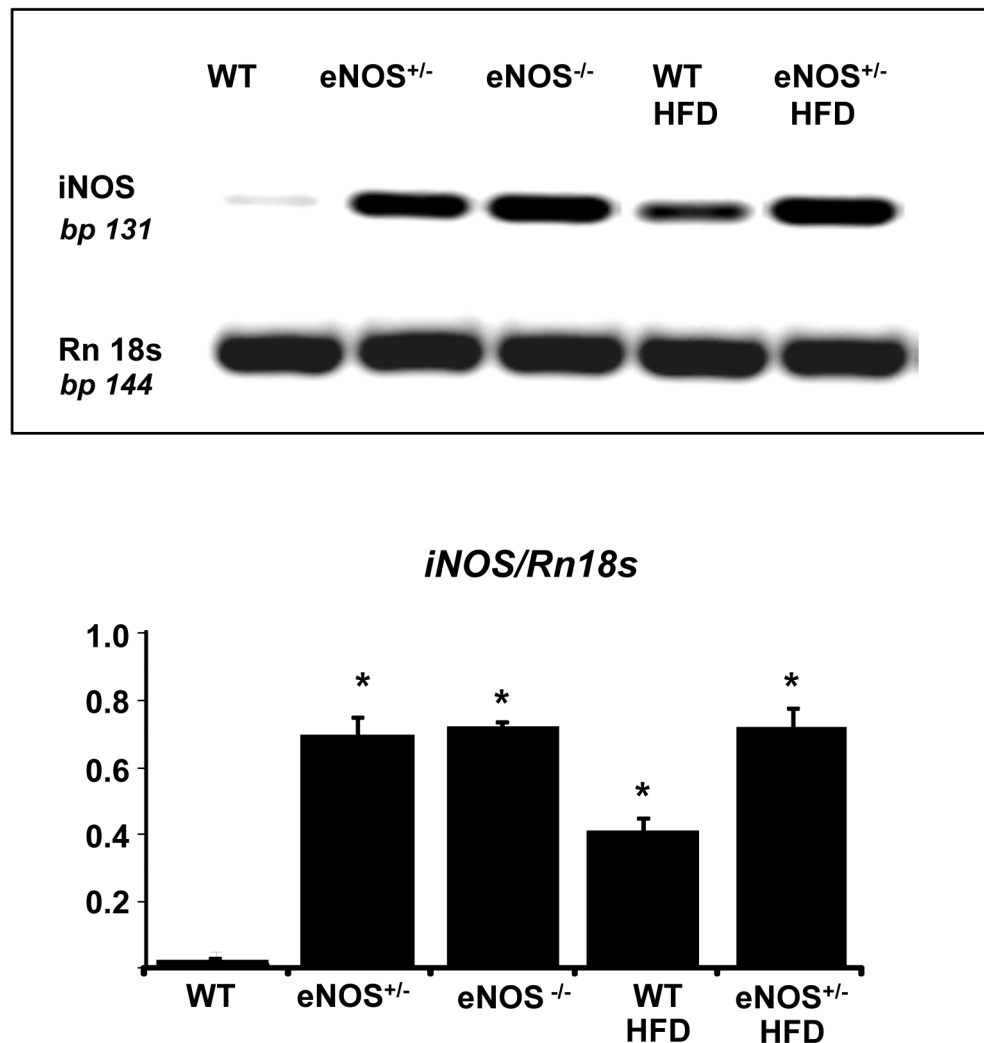 WT eNOS+/- eNOS-/- WT HFD eNOS+/- HFD
iNOS
bp 131
Rn 18s
bp 144
iNOS/Rn18s
1.0
0.8
0.6
0.4
0.2
* * * *
WT eNOS+/- eNOS -/- WT HFD eNOS+/- HFD